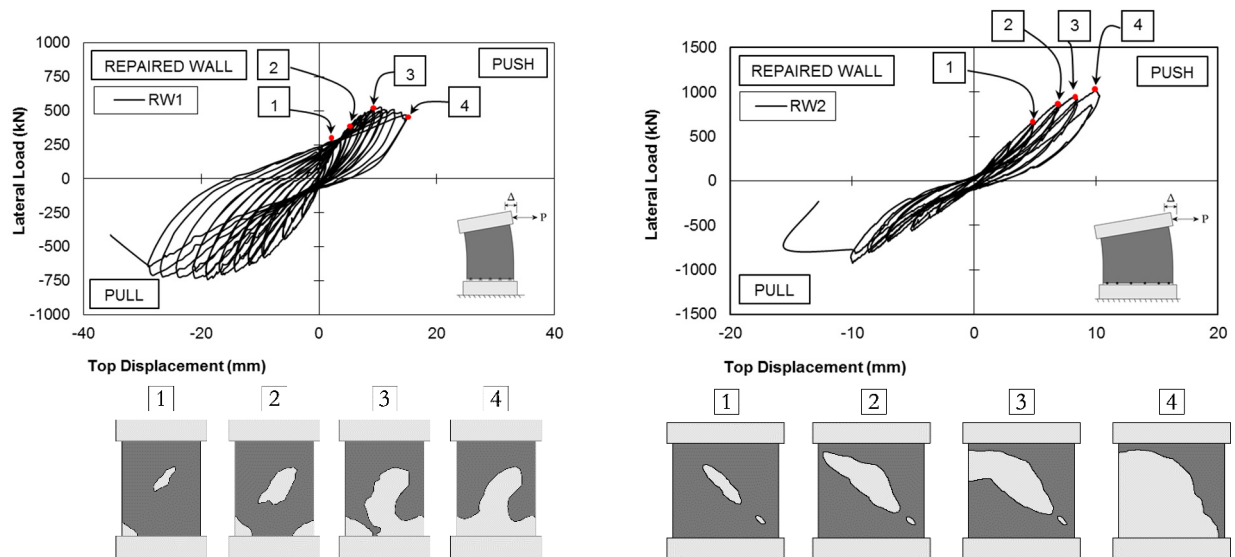 1000
750
500
250
0
-250
-500
-750
-1000
-40
-20
0
20
40
Lateral Load (kN)
Top Displacement (mm)
REPAIRED WALL
RW1
PUSH
PULL
1
2
3
4
Δ
P
1
2
3
4
1500
1000
500
0
-500
-1000
-1500
-20
-10
0
10
20
Lateral Load (kN)
Top Displacement (mm)
REPAIRED WALL
RW2
PUSH
PULL
1
2
3
4
Δ
P
1
2
3
4